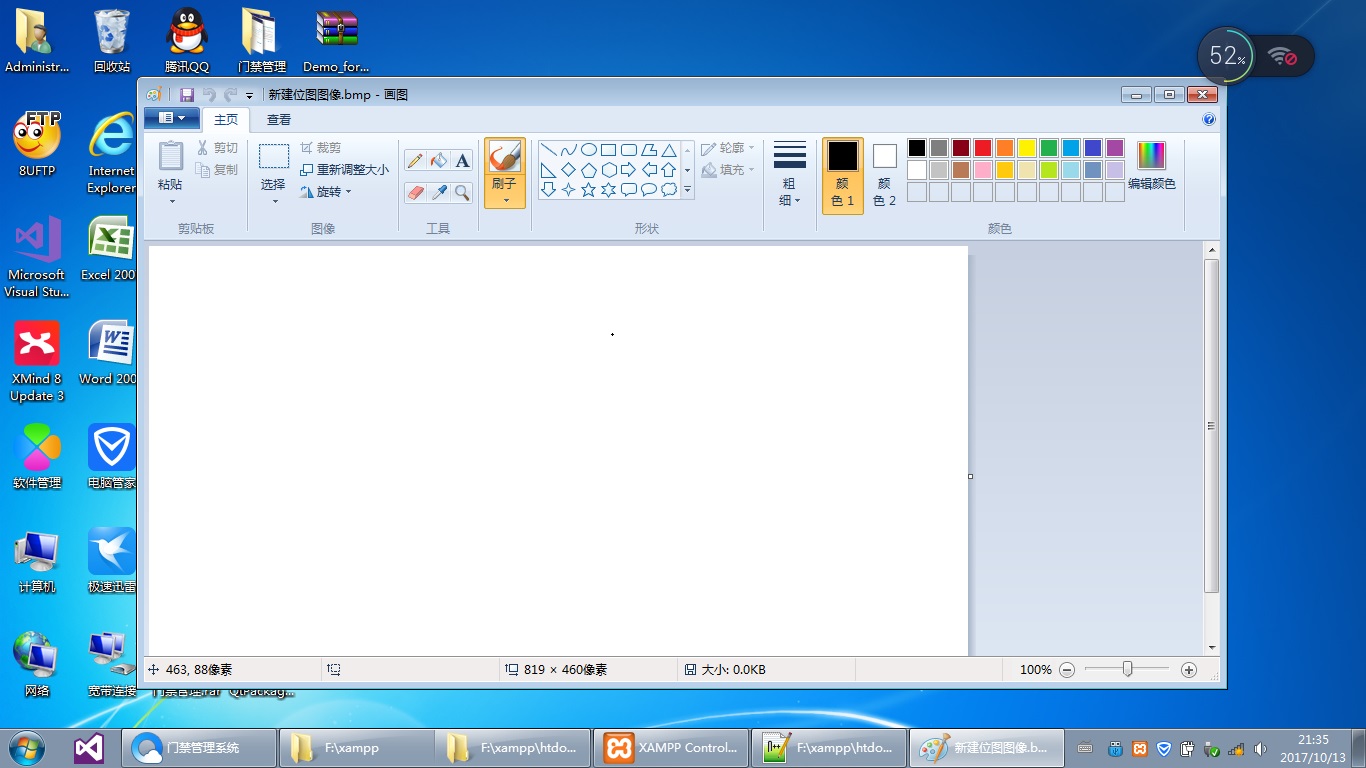 Administr...
回收站
腾讯QQ
门禁管理
Demo_for...
52%
新建位图图像.bmp - 画图
主页
查看
FTP
8UFTP
Internet
Explorer
粘贴
剪切
复制
剪贴板
选择
裁剪
重新调整大小
旋转
图像
A
工具
刷子
轮廓
填充
形状
粗
细
颜
色 1
颜
色 2
编辑颜色
颜色
Microsoft
Visual Stu...
Excel 200
XMind 8
Update 3
Word 200
软件管理
电脑管家
计算机
极速迅雷
网络
宽带连接
门禁管理.rar
QtPackag...
463, 88像素
819 × 460像素
大小: 0.0KB
100%
门禁管理系统
F:\xampp
F:\xampp\htdo...
XAMPP Control...
F:\xampp\htdo...
新建位图图像.b...
21:35
2017/10/13